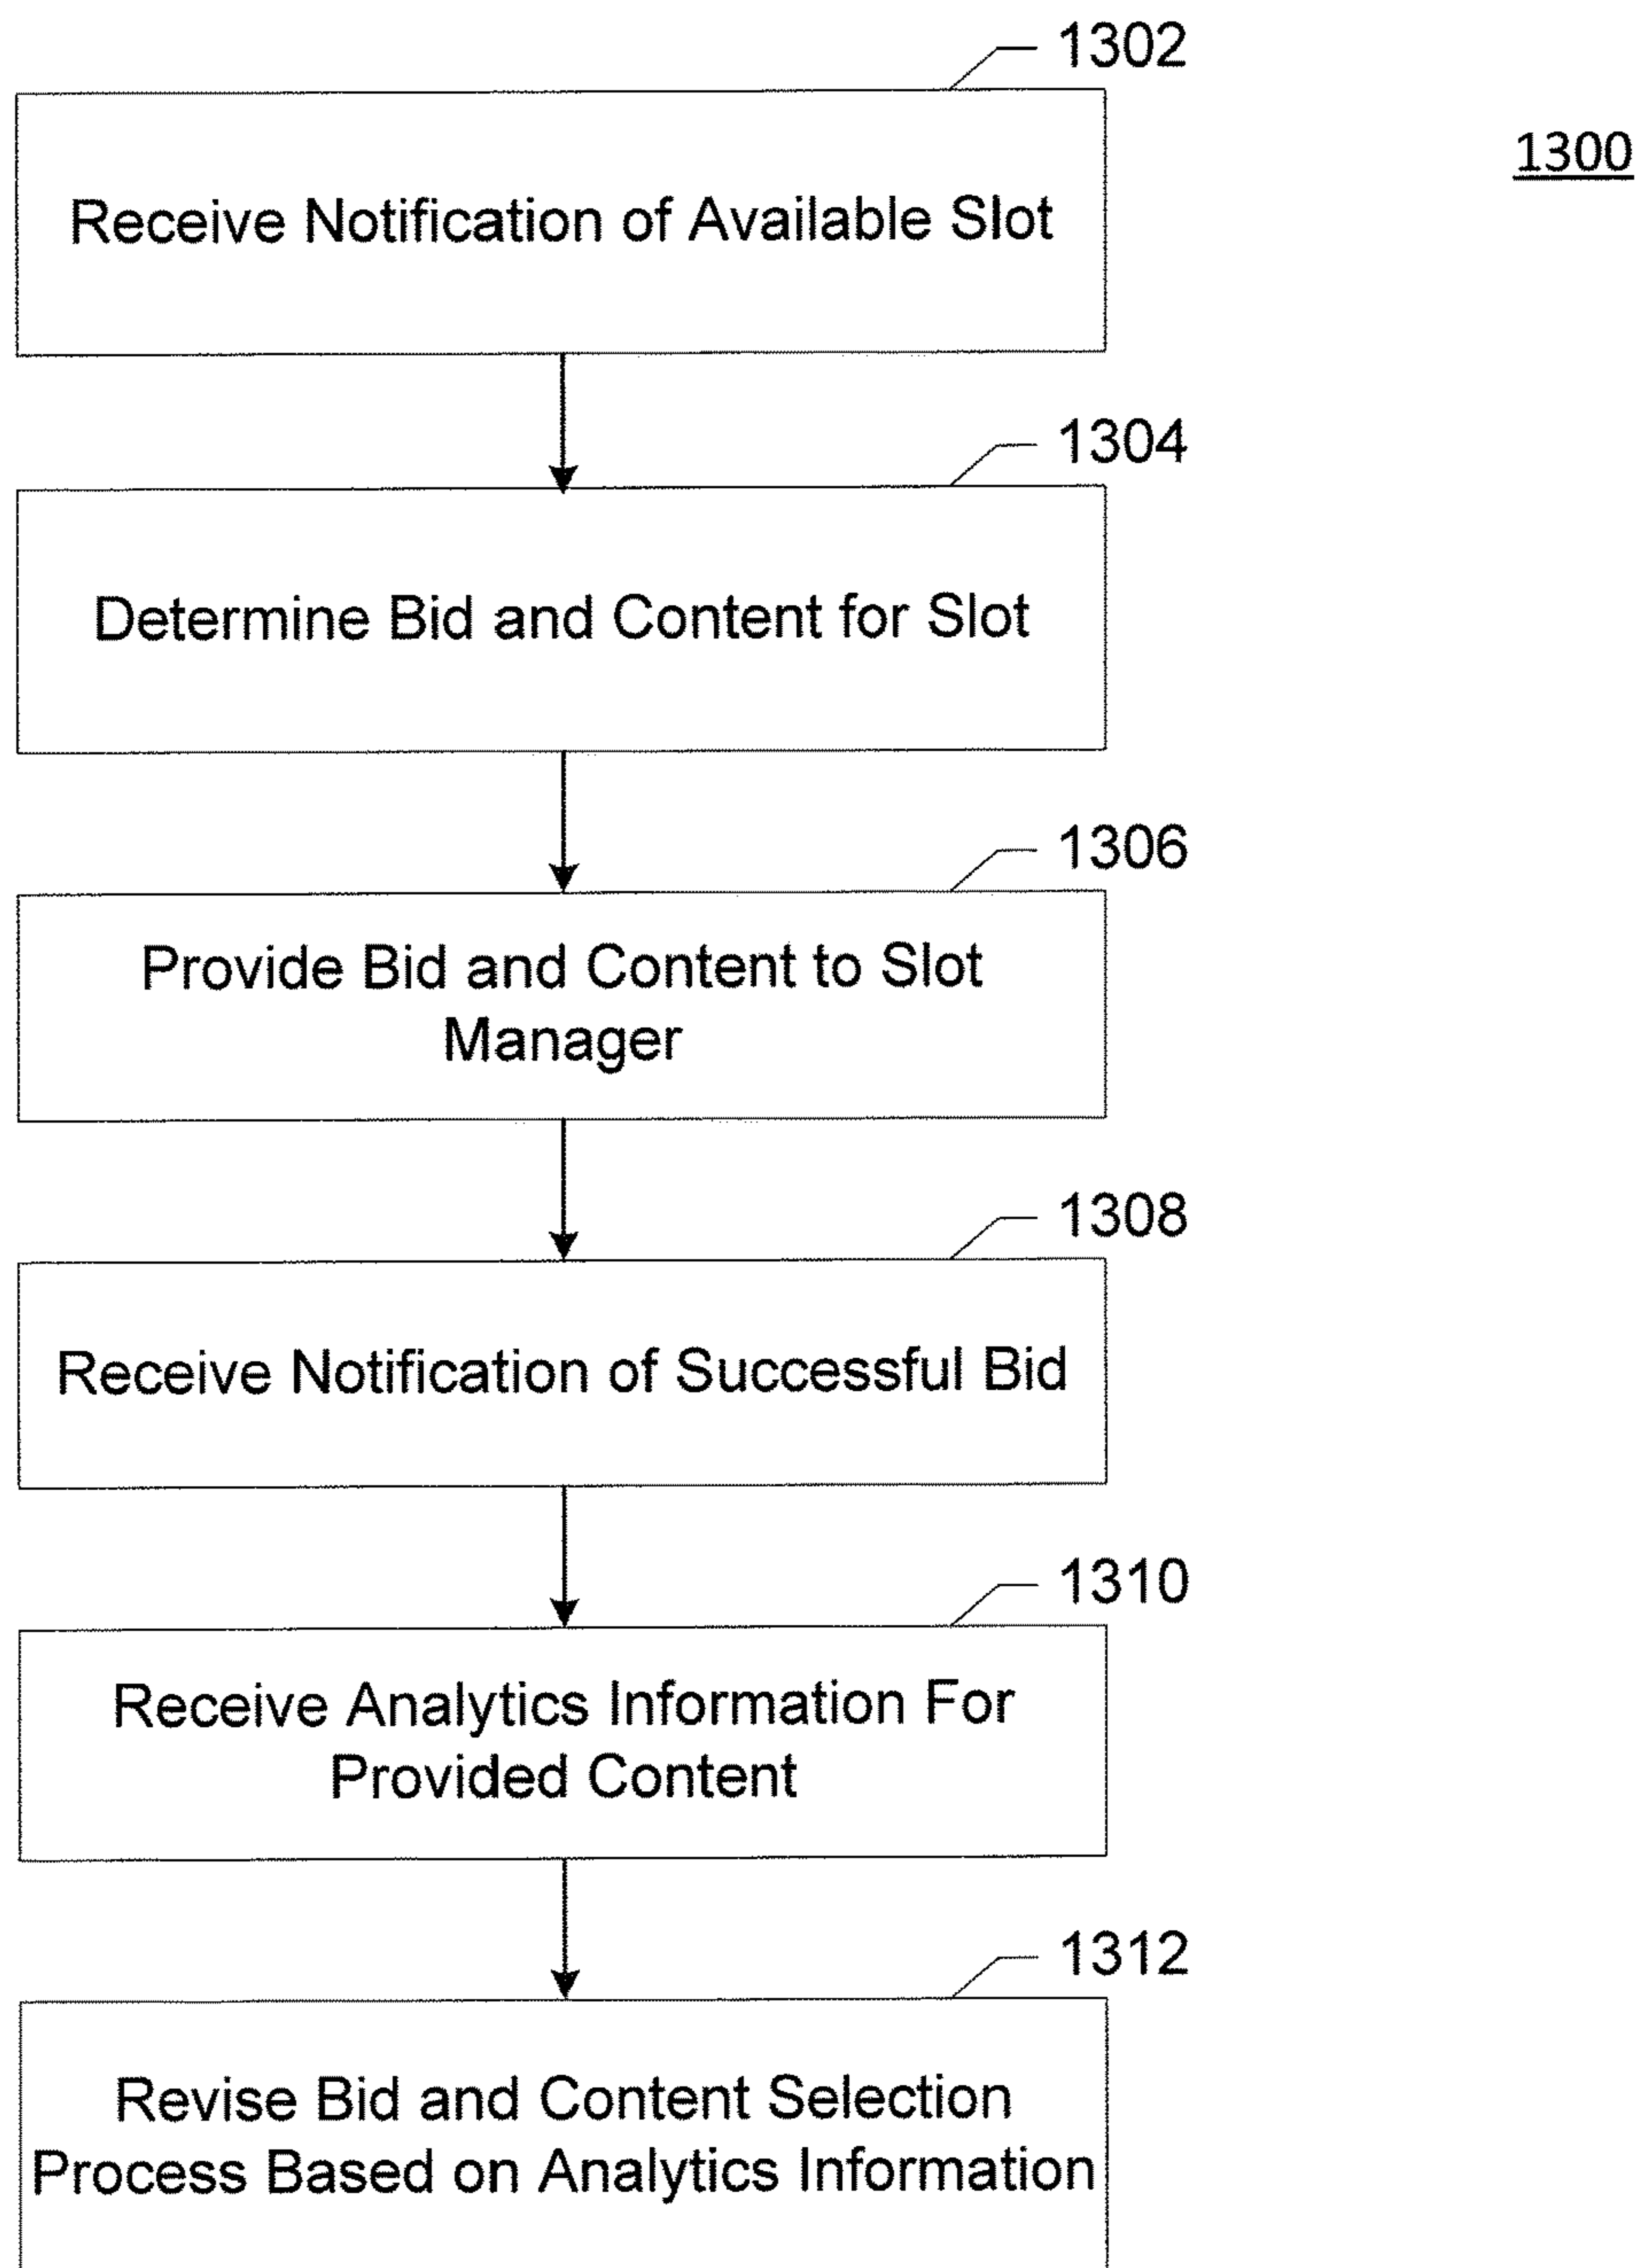 1302
1300
Receive Notification of Available Slot
1304
Determine Bid and Content for Slot
1306
Provide Bid and Content to Slot
Manager
1308
Receive Notification of Successful Bid
1310
Receive Analytics Information For
Provided Content
1312
Revise Bid and Content Selection
Process Based on Analytics Information